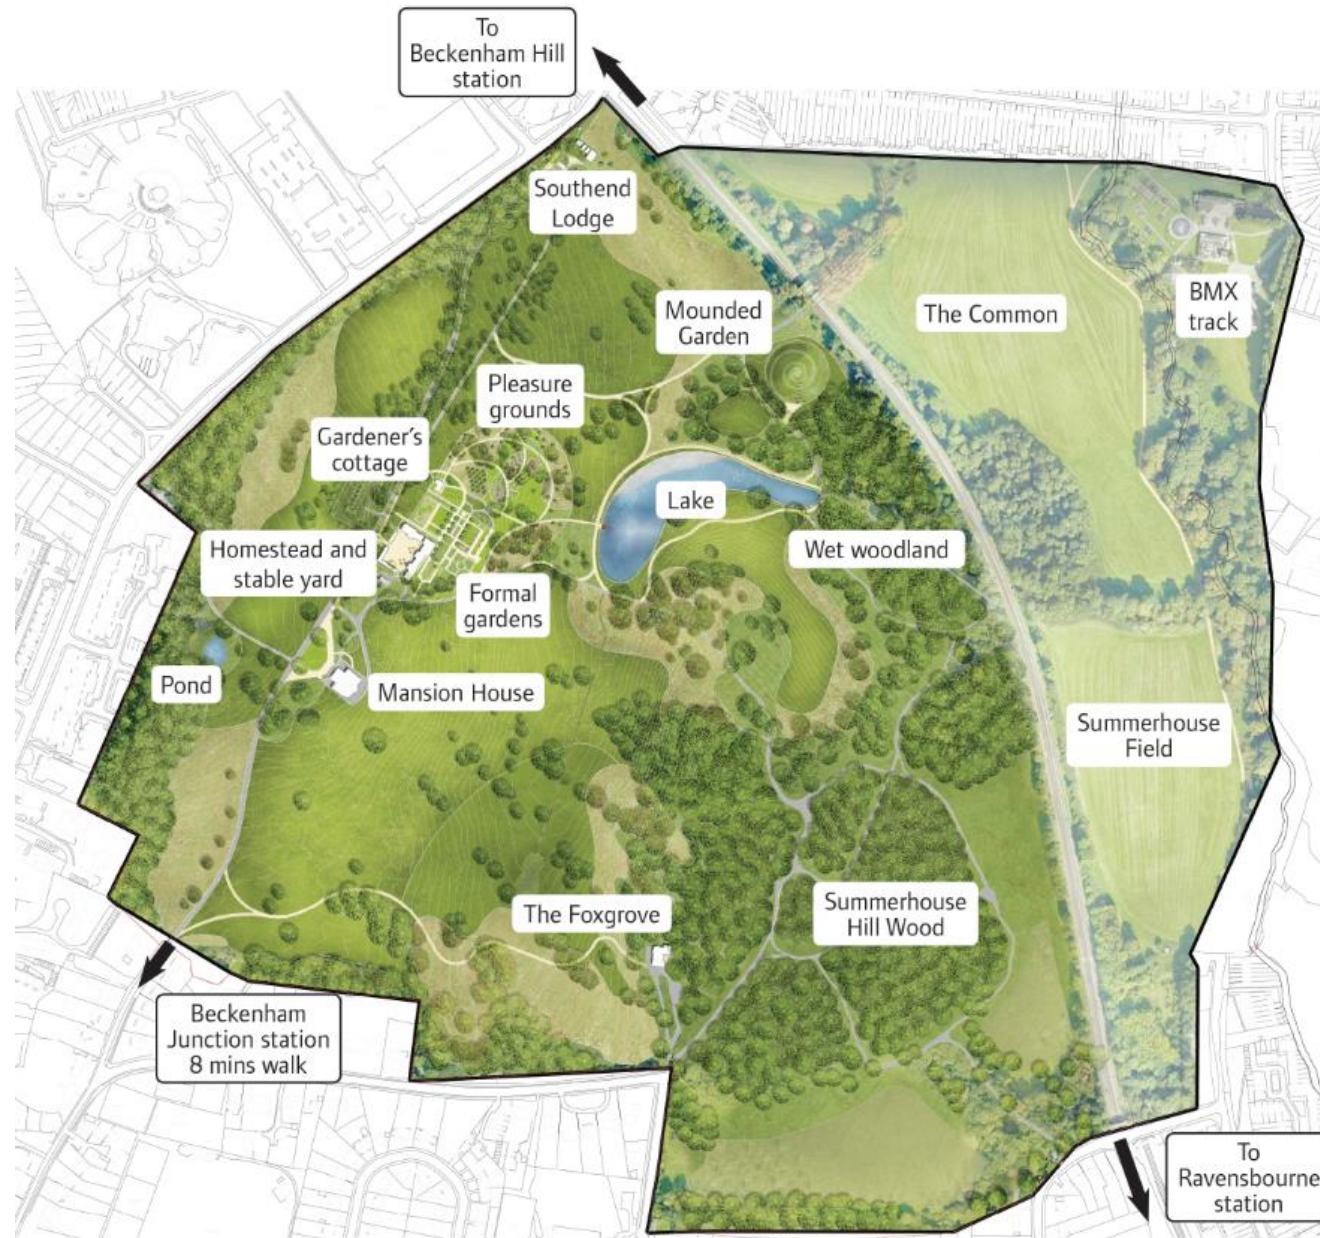 To
Beckenham Hill
station
Southend
Lodge
Mounded
Garden
The Common
BMX
track
Pleasure
grounds
Gardener's
cottage
Lake
Homestead and
stable yard
Wet woodland
Formal
gardens
Pond
Mansion House
Summerhouse
Field
The Foxgrove
Summerhouse
Hill Wood
Beckenham
Junction station
8 mins walk
To
Ravensbourne
station